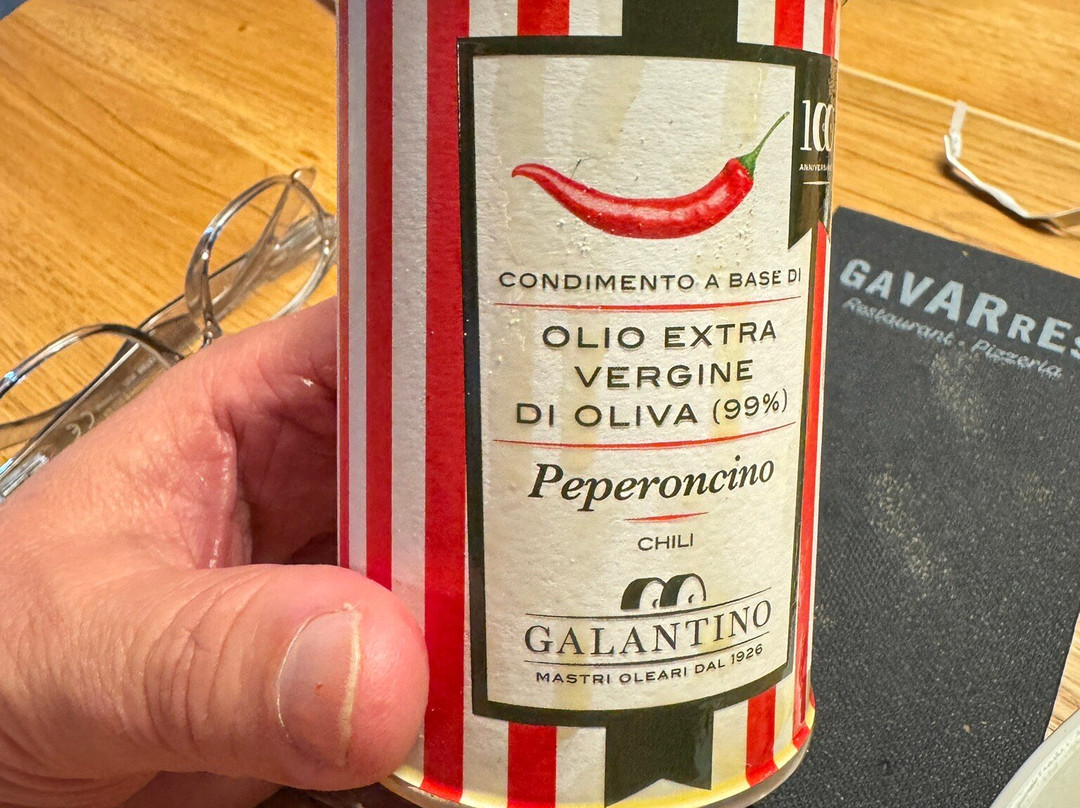 CONDIMENTO A BASE DI
OLIO EXTRA
VERGINE
DI OLIVA (99%)
Peperoncino
CHILI
GALANTINO
MASTRI OLEARI DAL 1926
GAVARRES
Restaurant · Pizzeria